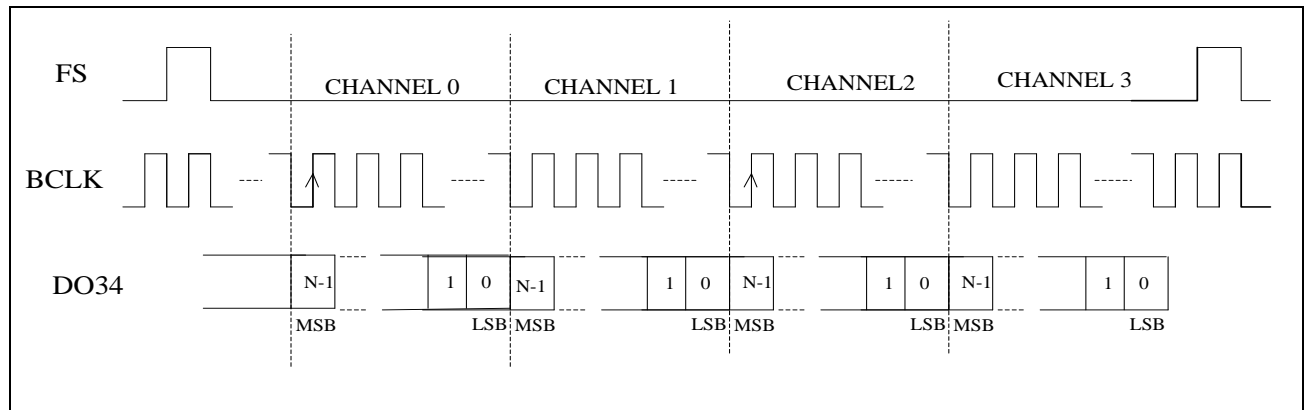 FS
CHANNEL 0 CHANNEL 1 CHANNEL2 CHANNEL 3
BCLK
DO34
N-1 1 0 N-1 1 0 N-1 1 0 N-1 1 0
MSB LSB MSB LSB MSB LSB MSB LSB